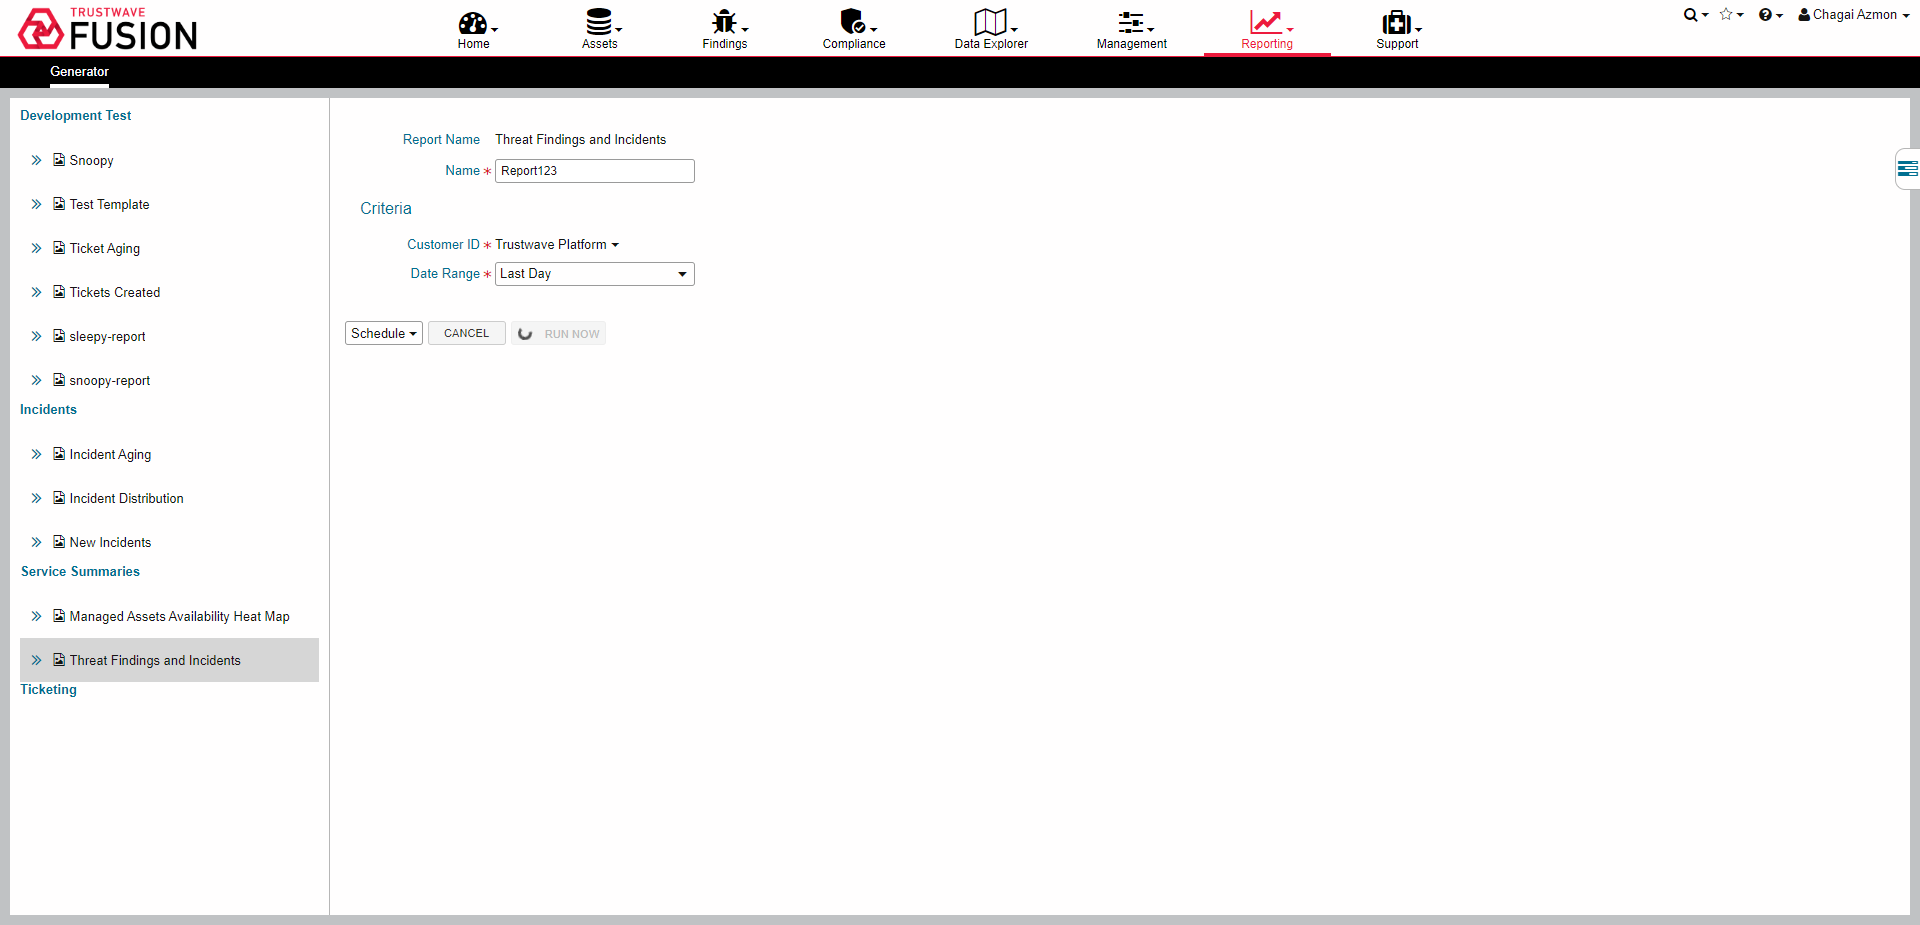 TRUSTWAVE
FUSION
Home
Assets
Findings
Compliance
Data Explorer
Management
Reporting
Support
Chagai Azmon
Generator
Development Test
Snoopy
Test Template
Ticket Aging
Tickets Created
sleepy-report
snoopy-report
Incidents
Incident Aging
Incident Distribution
New Incidents
Service Summaries
Managed Assets Availability Heat Map
Threat Findings and Incidents
Ticketing
Report Name Threat Findings and Incidents
Name * Report123
Criteria
Customer ID * Trustwave Platform
Date Range * Last Day
Schedule CANCEL RUN NOW